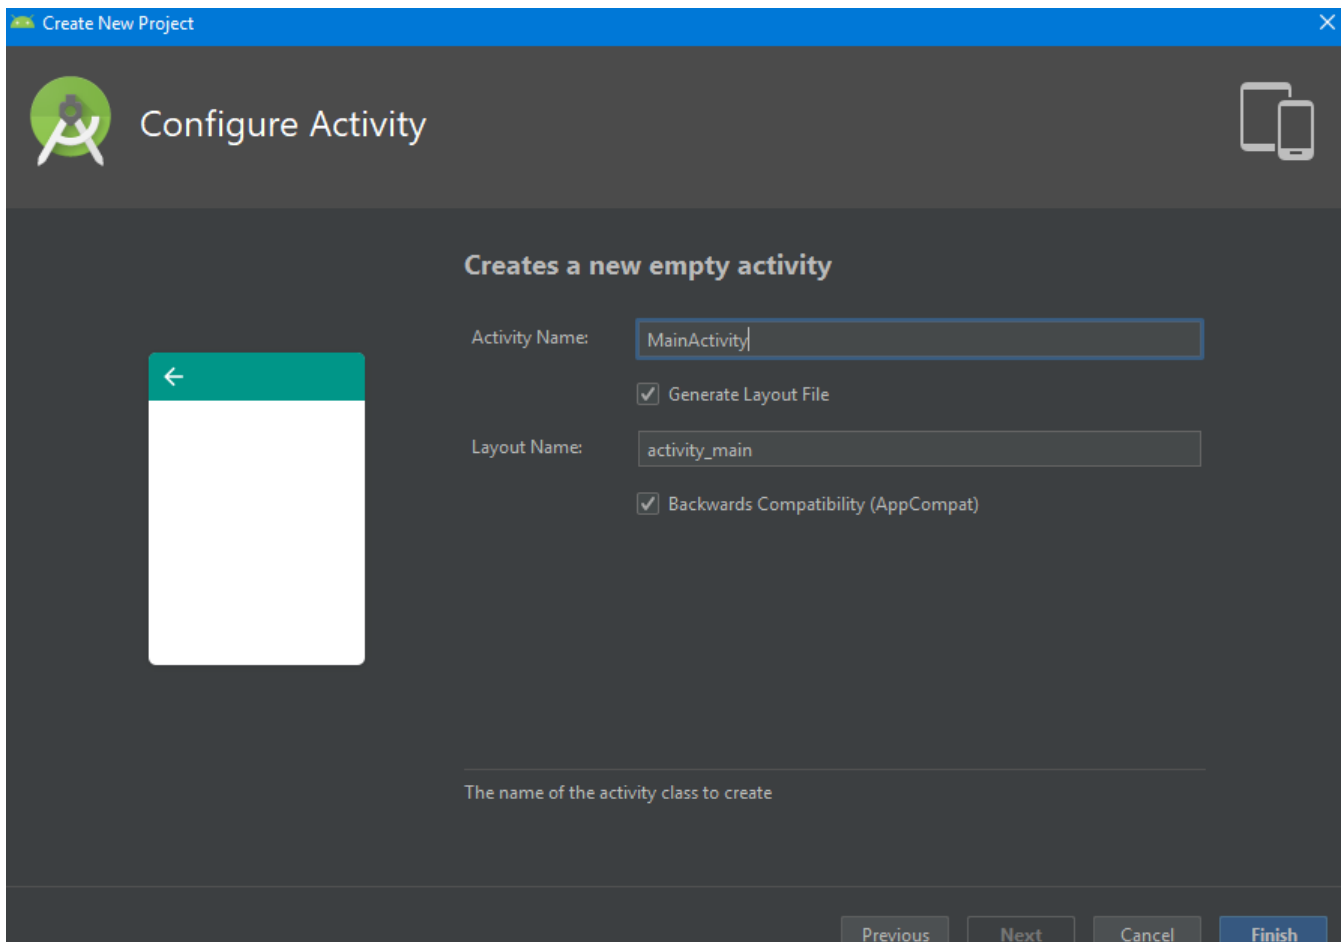 Create New Project
Configure Activity
Creates a new empty activity
Activity Name: MainActivity
Generate Layout File
Layout Name: activity_main
Backwards Compatibility (AppCompat)
The name of the activity class to create
Previous Next Cancel Finish